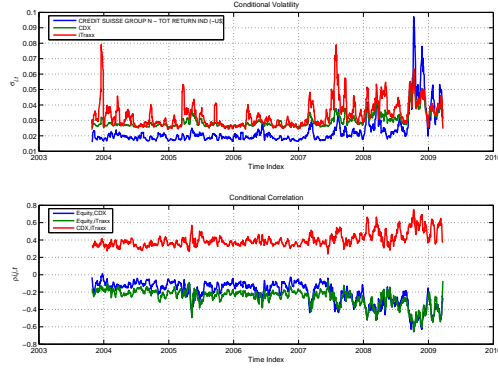 Conditional Volatility
CREDIT SUISSE GROUP N - TOT RETURN IND (~U$)
CDX
iTraxx
σi,t
0.1
0.09
0.08
0.07
0.06
0.05
0.04
0.03
0.02
0.01
2003 2004 2005 2006 2007 2008 2009 2010
Time Index
Conditional Correlation
Equity,CDX
Equity,iTraxx
CDX,iTraxx
0.8
0.6
0.4
0.2
0
-0.2
-0.4
-0.6
-0.8
2003 2004 2005 2006 2007 2008 2009 2010
Time Index